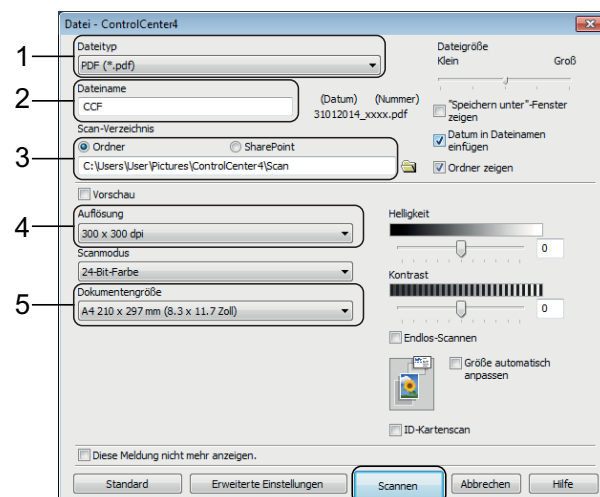 Datei - ControlCenter4
1
Dateityp
PDF (*.pdf)
Dateigröße
Klein Groß
2
Dateiname
CCF
(Datum) (Nummer)
31012014_xxxx.pdf
"Speichern unter"-Fenster
zeigen
Datum in Dateinamen
einfügen
Ordner zeigen
Scan-Verzeichnis
3
Ordner SharePoint
C:\Users\User\Pictures\ControlCenter4\Scan
Vorschau
4
Auflösung
300 x 300 dpi
Scanmodus
24-Bit-Farbe
5
Dokumentengröße
A4 210 x 297 mm (8.3 x 11.7 Zoll)
Helligkeit
0
Kontrast
0
Endlos-Scannen
Größe automatisch
anpassen
ID-Kartenscan
Diese Meldung nicht mehr anzeigen.
Standard Erweiterte Einstellungen Scannen Abbrechen Hilfe